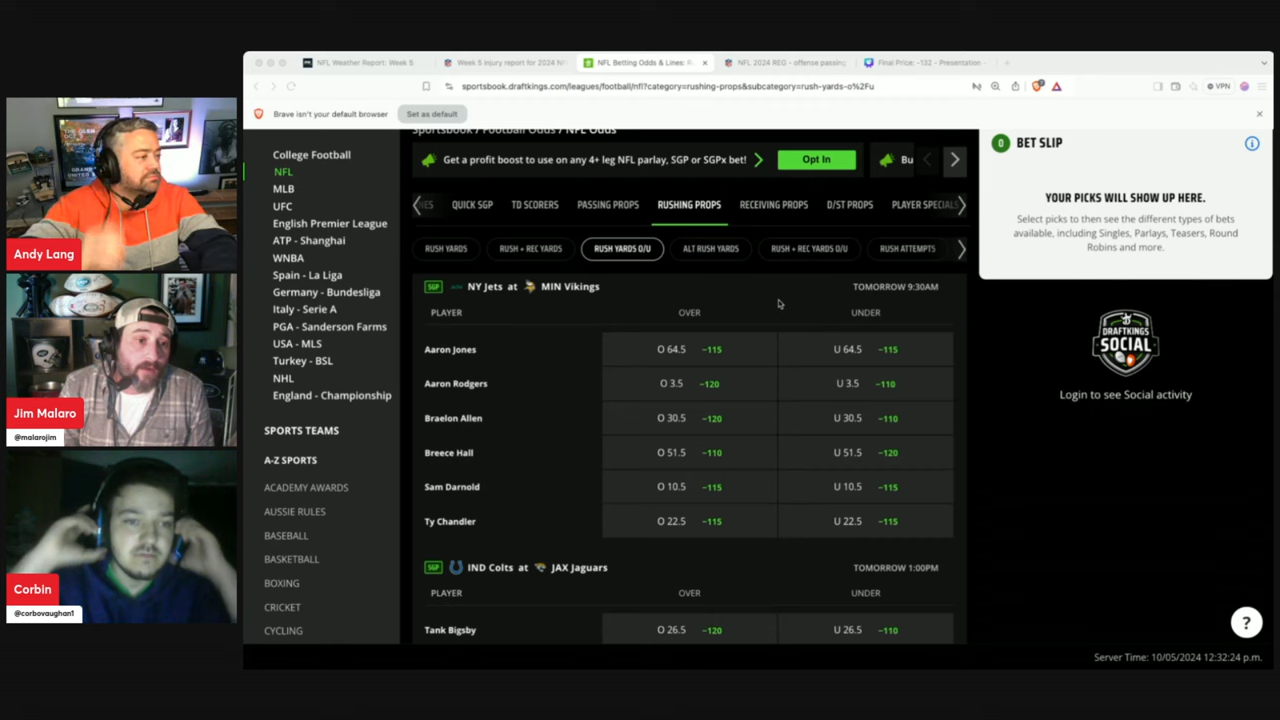 NFL Weather Report: Week 5
Week 5 injury report for 2024 N
NFL Betting Odds & Lines: R
NFL 2024 REG - offense passin
Final Price: -132 - Presentation
sportsbook.draftkings.com/leagues/football/nfl?category=rushing-props&subcategory=rush-yards-o%2Fu
VPN
Brave isn't your default browser
Set as default
Sportsbook / Football Odds / NFL Odds
Get a profit boost to use on any 4+ leg NFL parlay, SGP or SGPx bet!
Opt In
Bu
QUICK SGP
TD SCORERS
PASSING PROPS
RUSHING PROPS
RECEIVING PROPS
D/ST PROPS
PLAYER SPECIALS
RUSH YARDS
RUSH + REC YARDS
RUSH YARDS O/U
ALT RUSH YARDS
RUSH + REC YARDS O/U
RUSH ATTEMPTS
College Football
NFL
MLB
UFC
English Premier League
ATP - Shanghai
WNBA
Spain - La Liga
Germany - Bundesliga
Italy - Serie A
PGA - Sanderson Farms
USA - MLS
Turkey - BSL
NHL
England - Championship
SPORTS TEAMS
A-Z SPORTS
ACADEMY AWARDS
AUSSIE RULES
BASEBALL
BASKETBALL
BOXING
CRICKET
CYCLING
SGP NY Jets at MIN Vikings TOMORROW 9:30AM
PLAYER OVER UNDER
Aaron Jones O 64.5 −115 U 64.5 −115
Aaron Rodgers O 3.5 −120 U 3.5 −110
Braelon Allen O 30.5 −120 U 30.5 −110
Breece Hall O 51.5 −110 U 51.5 −120
Sam Darnold O 10.5 −115 U 10.5 −115
Ty Chandler O 22.5 −115 U 22.5 −115
SGP IND Colts at JAX Jaguars TOMORROW 1:00PM
PLAYER OVER UNDER
Tank Bigsby O 26.5 −120 U 26.5 −110
0 BET SLIP
YOUR PICKS WILL SHOW UP HERE.
Select picks to then see the different types of bets
available, including Singles, Parlays, Teasers, Round
Robins and more.
DRAFTKINGS
SOCIAL
Login to see Social activity
?
Server Time: 10/05/2024 12:32:24 p.m.
Andy Lang
Jim Malaro
@malarojim
Corbin
@corbovaughan1